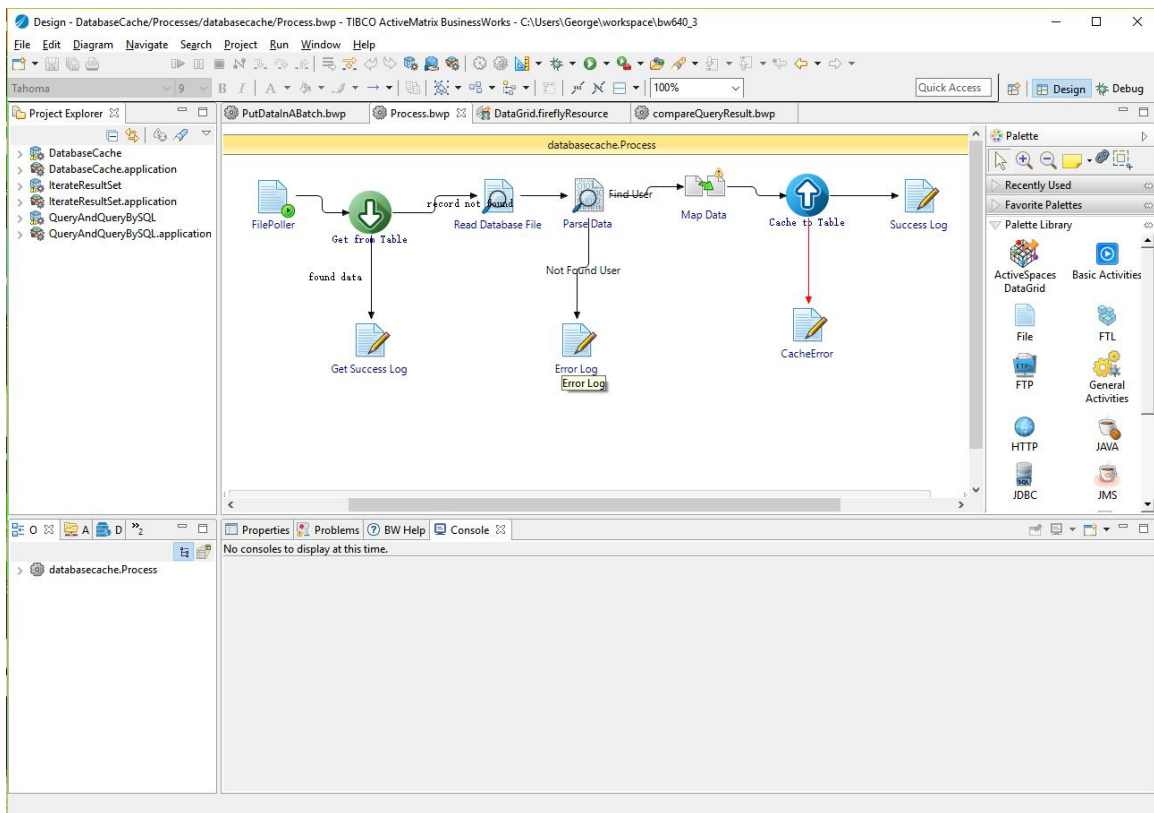 Design - DatabaseCache/Processes/databasecache/Process.bwp - TIBCO ActiveMatrix BusinessWorks - C:\Users\George\workspace\bw640_3
File Edit Diagram Navigate Search Project Run Window Help
Tahoma 9 B I A 100% Quick Access Design Debug
Project Explorer
DatabaseCache
DatabaseCache.application
IterateResultSet
IterateResultSet.application
QueryAndQueryBySQL
QueryAndQueryBySQL.application
PutDataInABatch.bwp Process.bwp DataGrid.fireflyResource compareQueryResult.bwp
databasecache.Process
FilePoller
Get from Table
record not found
Read Database File
Parse Data
Find User
Map Data
Cache to Table
Success Log
found data
Not Found User
Get Success Log
Error Log
Error Log
CacheError
Palette
Recently Used
Favorite Palettes
Palette Library
ActiveSpaces DataGrid
Basic Activities
File
FTL
FTP
General Activities
HTTP
JAVA
JDBC
JMS
O A D »2
databasecache.Process
Properties Problems BW Help Console
No consoles to display at this time.